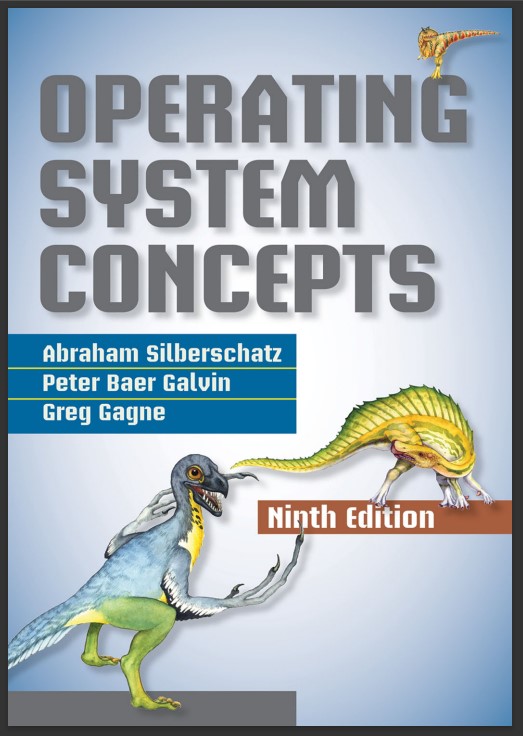 OPERATING
SYSTEM
CONCEPTS
Abraham Silberschatz
Peter Baer Galvin
Greg Gagne
Ninth Edition